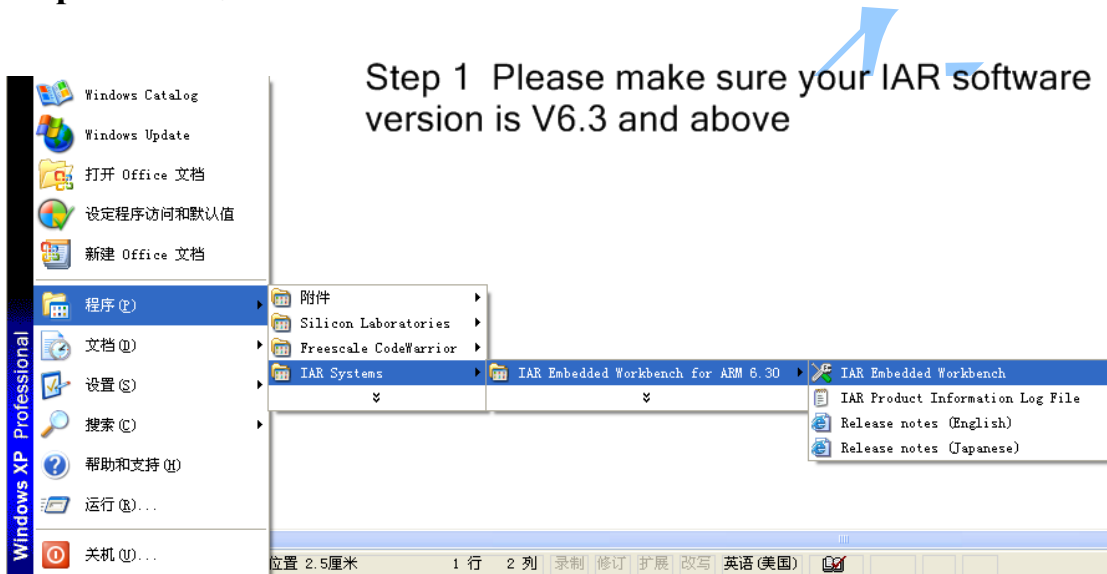 Step 1 Please make sure your IAR software
version is V6.3 and above
Windows XP Professional
Windows Catalog
Windows Update
打开 Office 文档
设定程序访问和默认值
新建 Office 文档
程序(P)
文档(D)
设置(S)
搜索(C)
帮助和支持(H)
运行(R)...
关机(U)...
附件
Silicon Laboratories
Freescale CodeWarrior
IAR Systems
IAR Embedded Workbench for ARM 6.30
IAR Embedded Workbench
IAR Product Information Log File
Release notes (English)
Release notes (Japanese)
位置 2.5厘米 1 行 2 列 录制 修订 扩展 改写 英语(美国)